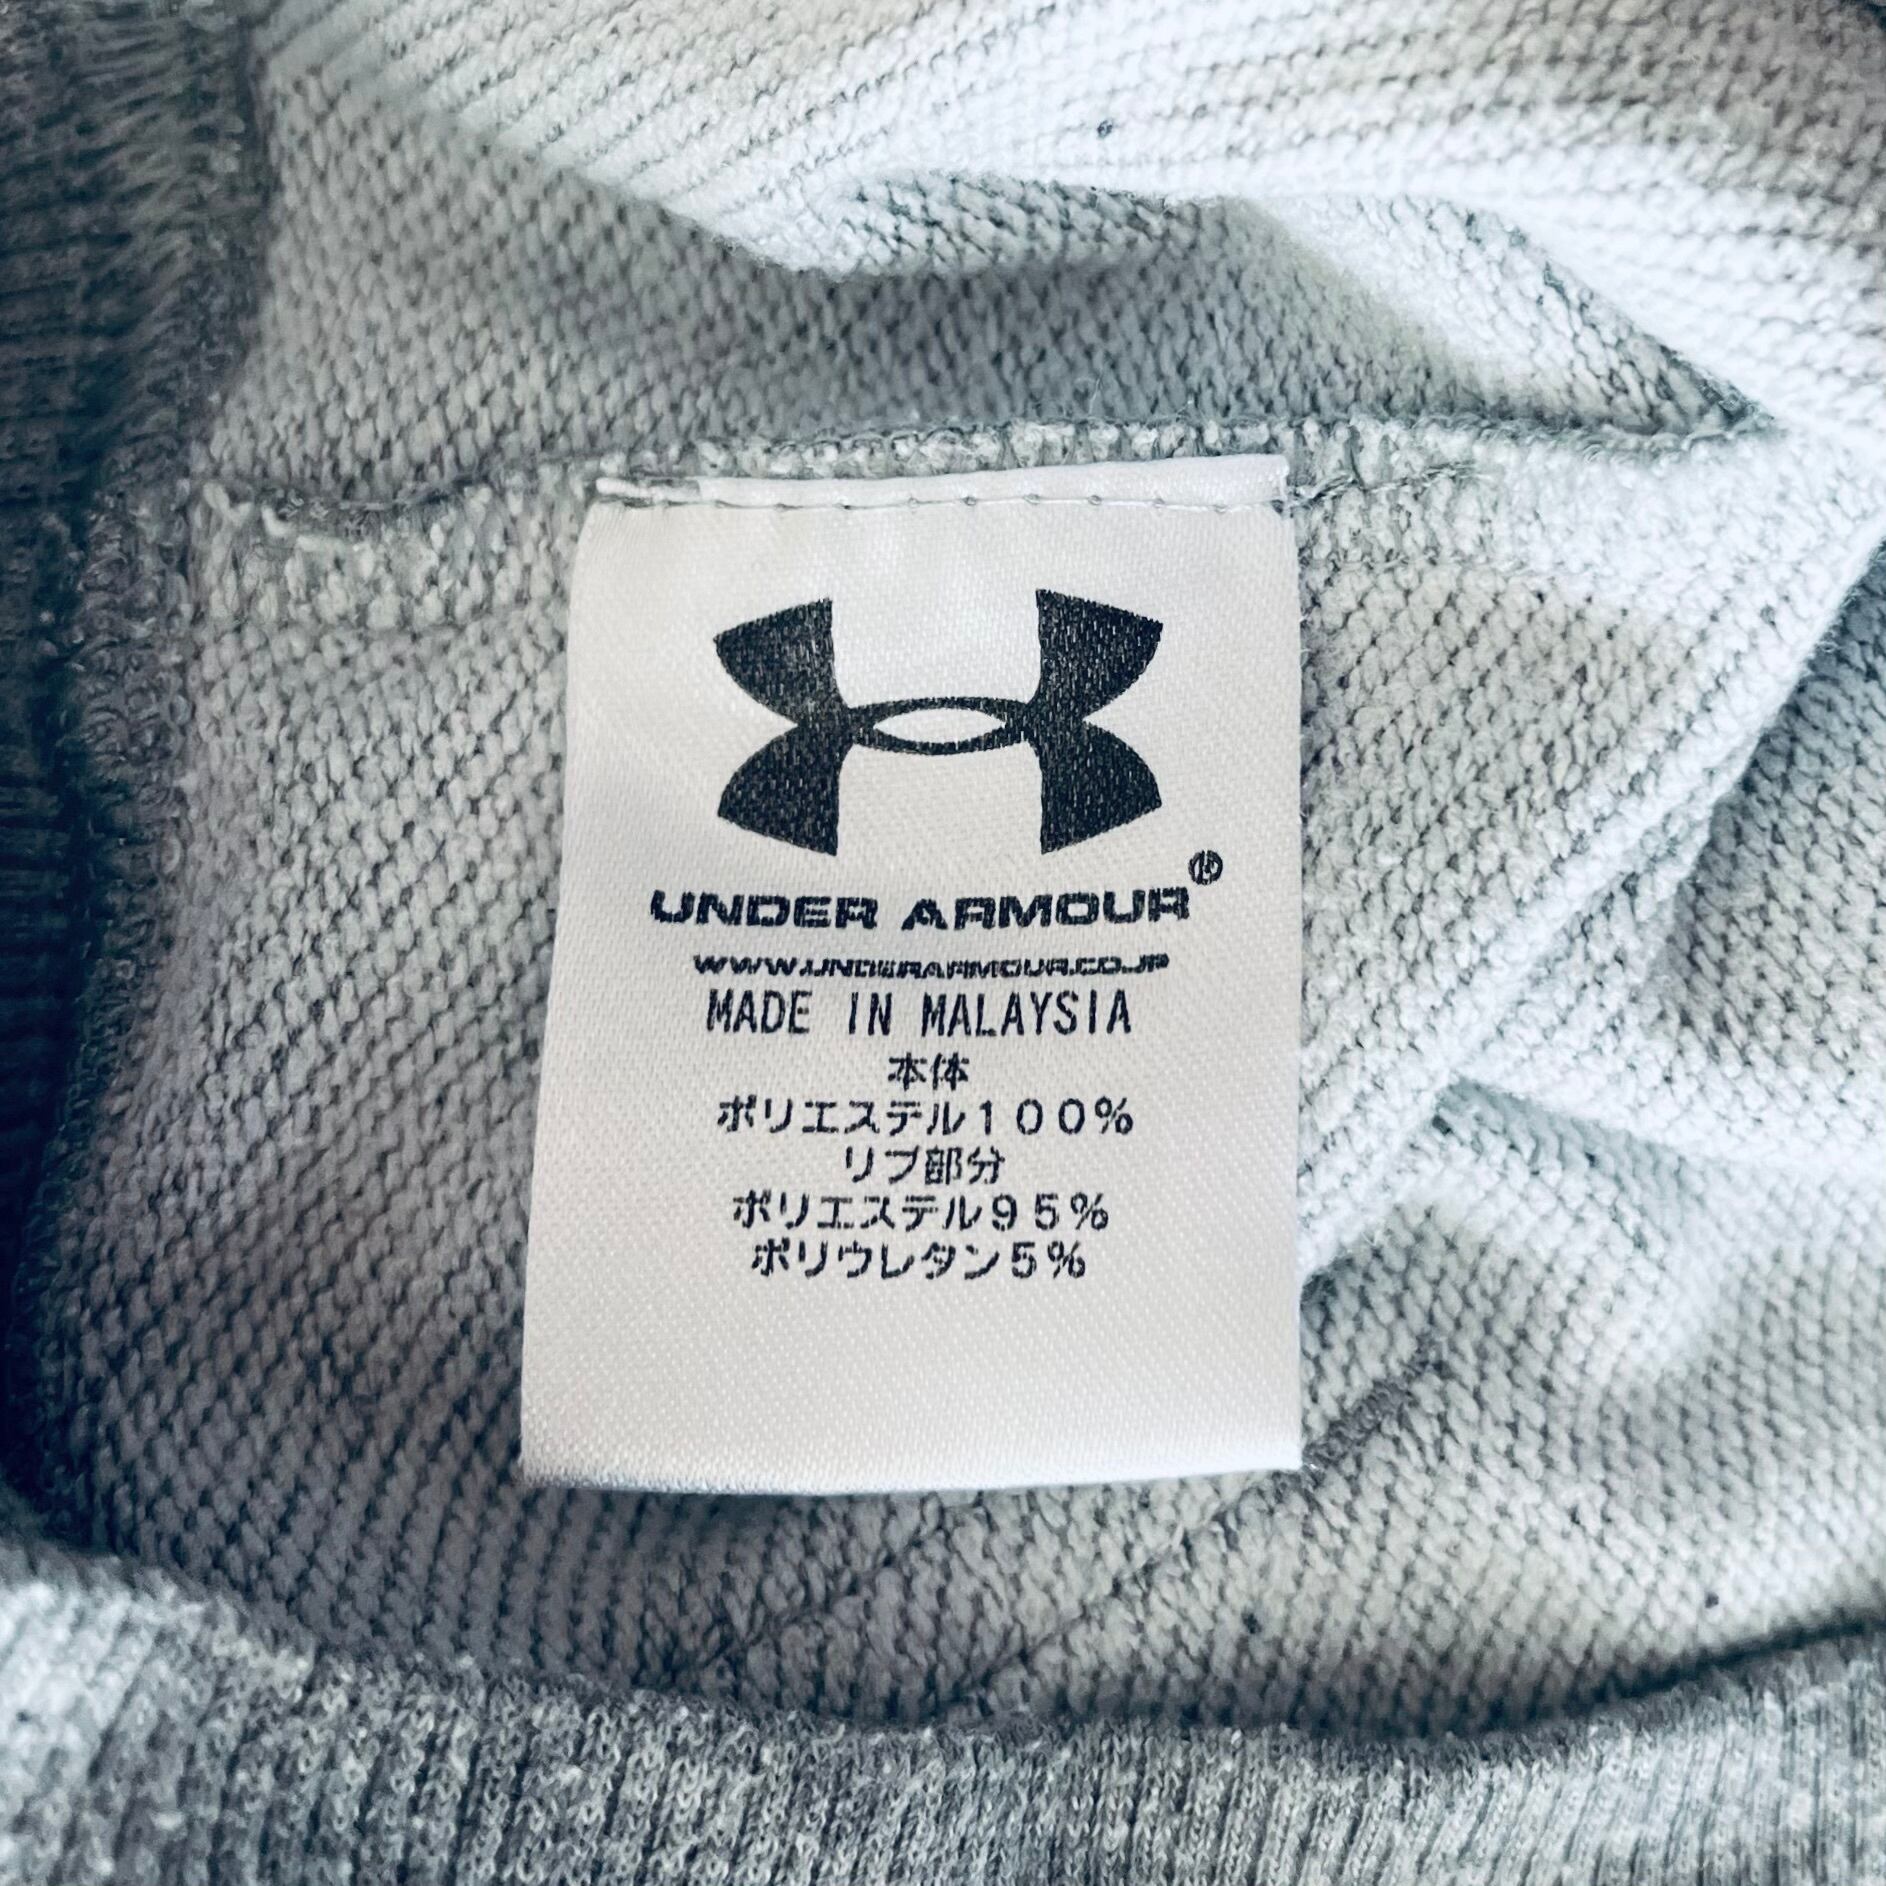 UNDER ARMOUR®
WWW.UNDERARMOUR.CO.JP
MADE IN MALAYSIA
本体
ポリエステル１００％
リブ部分
ポリエステル９５％
ポリウレタン５％